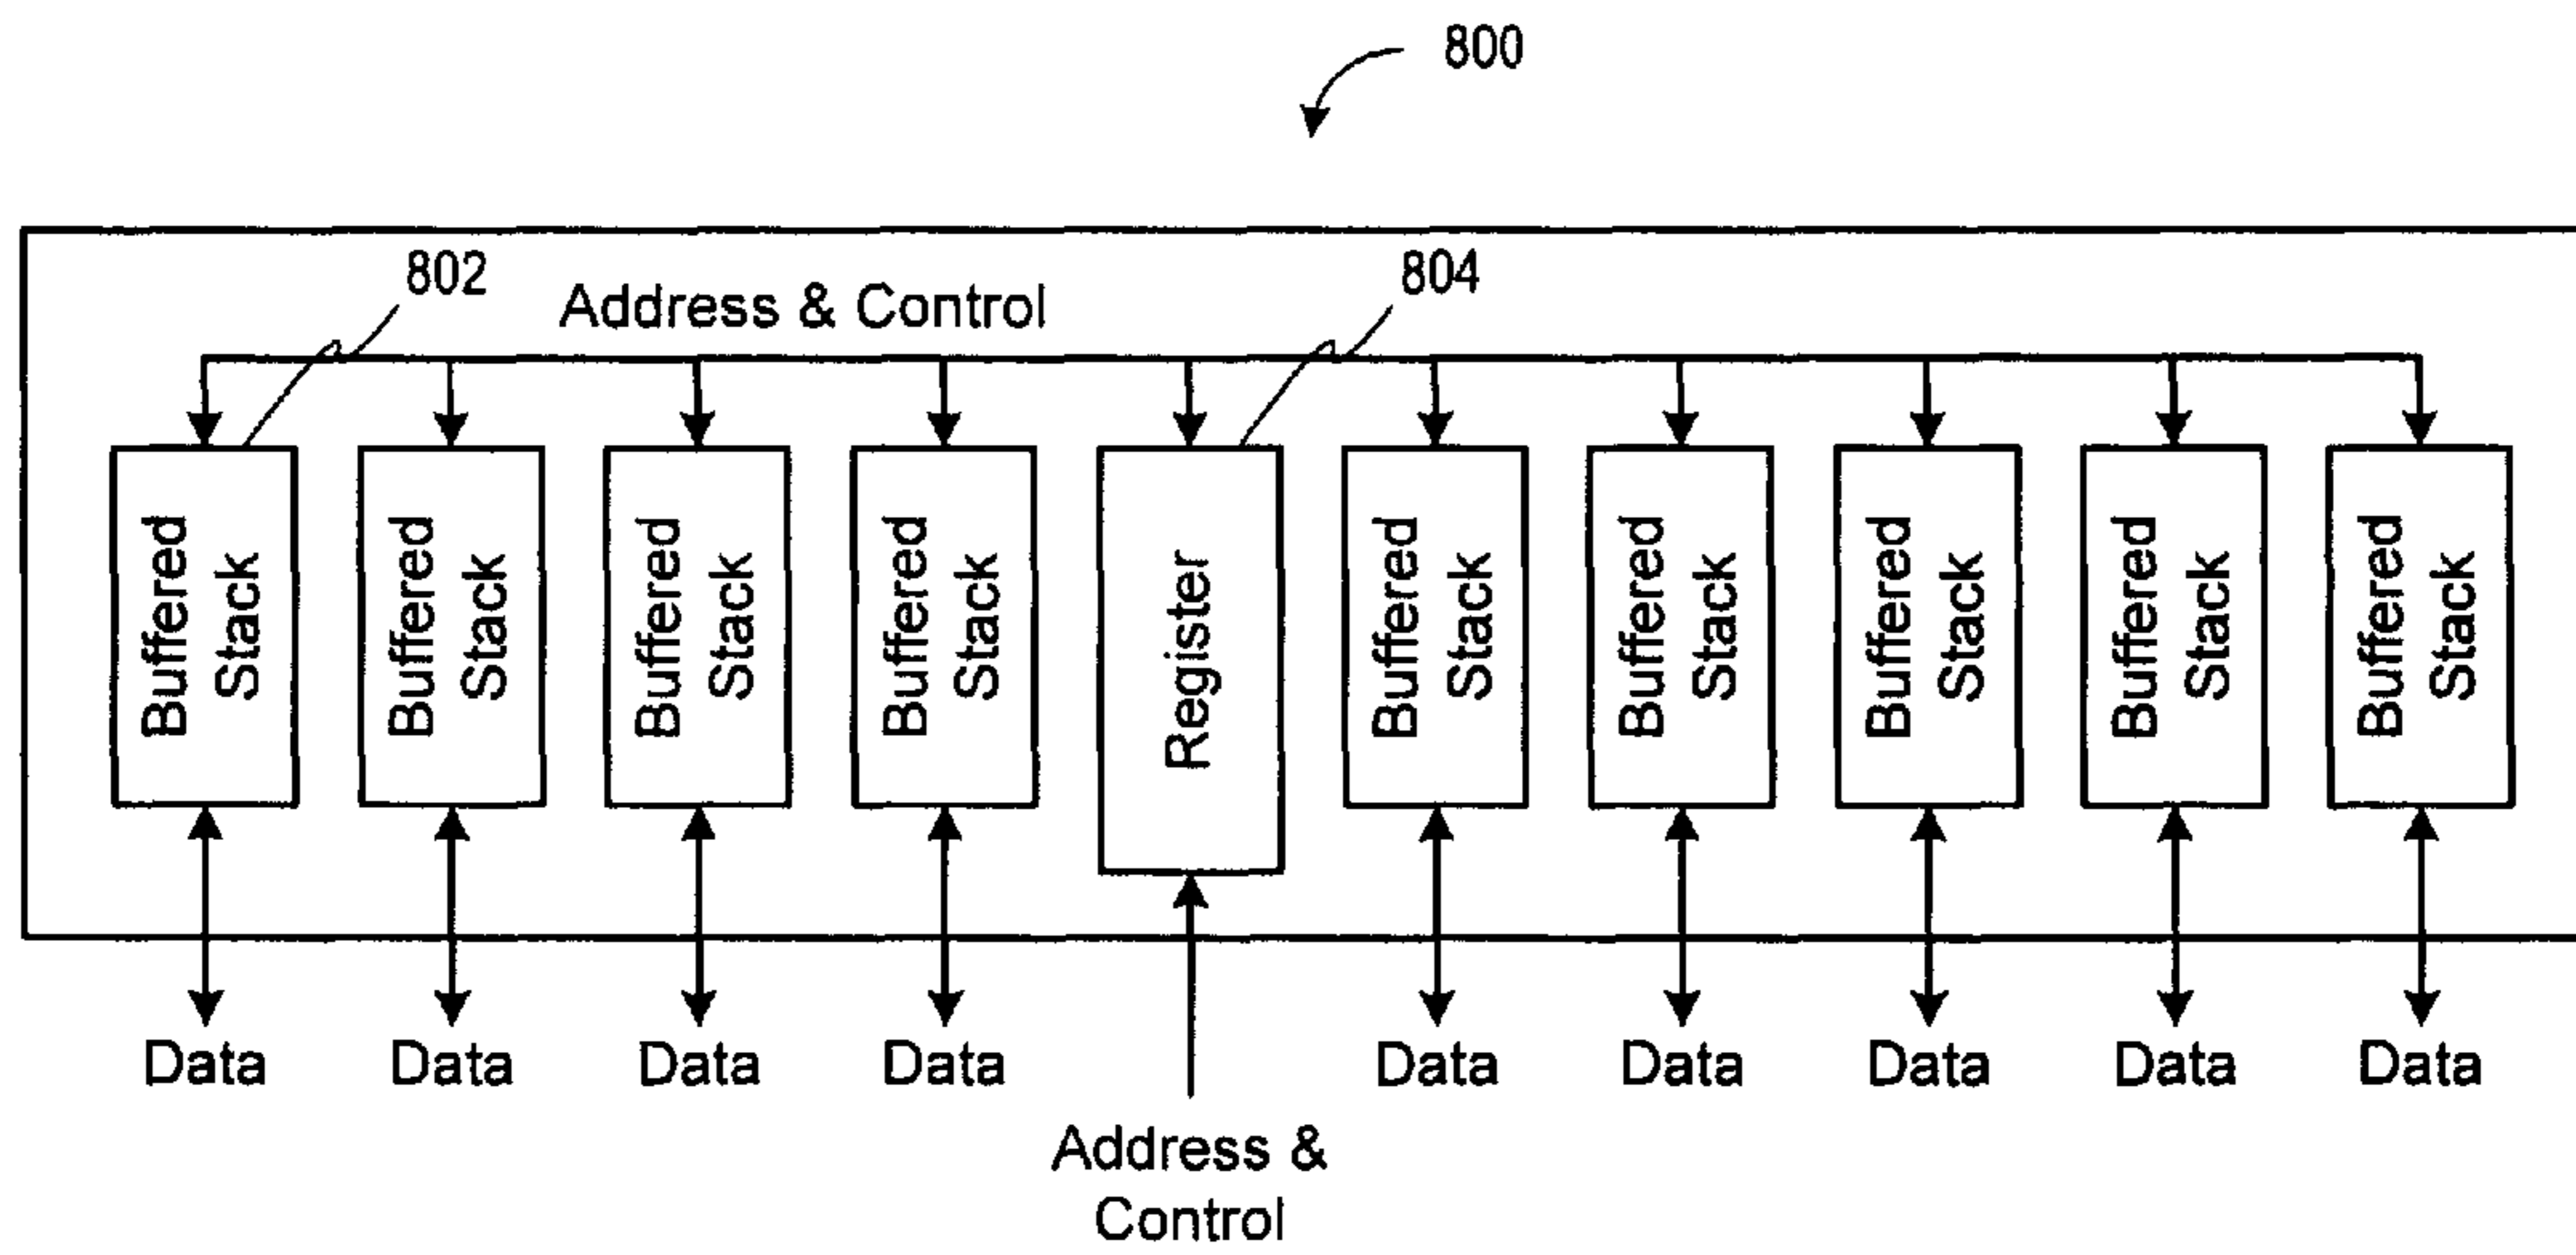 800
802
Address & Control
804
Buffered
Stack
Buffered
Stack
Buffered
Stack
Buffered
Stack
Register
Buffered
Stack
Buffered
Stack
Buffered
Stack
Buffered
Stack
Buffered
Stack
Data
Data
Data
Data
Data
Data
Data
Data
Data
Address &
Control